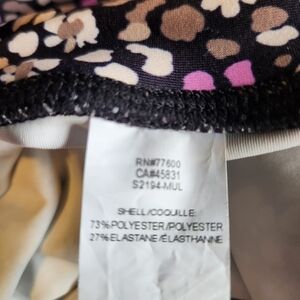 RN#77600
CA#45831
S2194-MUL
SHELL/COQUILLE:
73% POLYESTER/POLYESTER
27% ELASTANE/ÉLASTHANNE